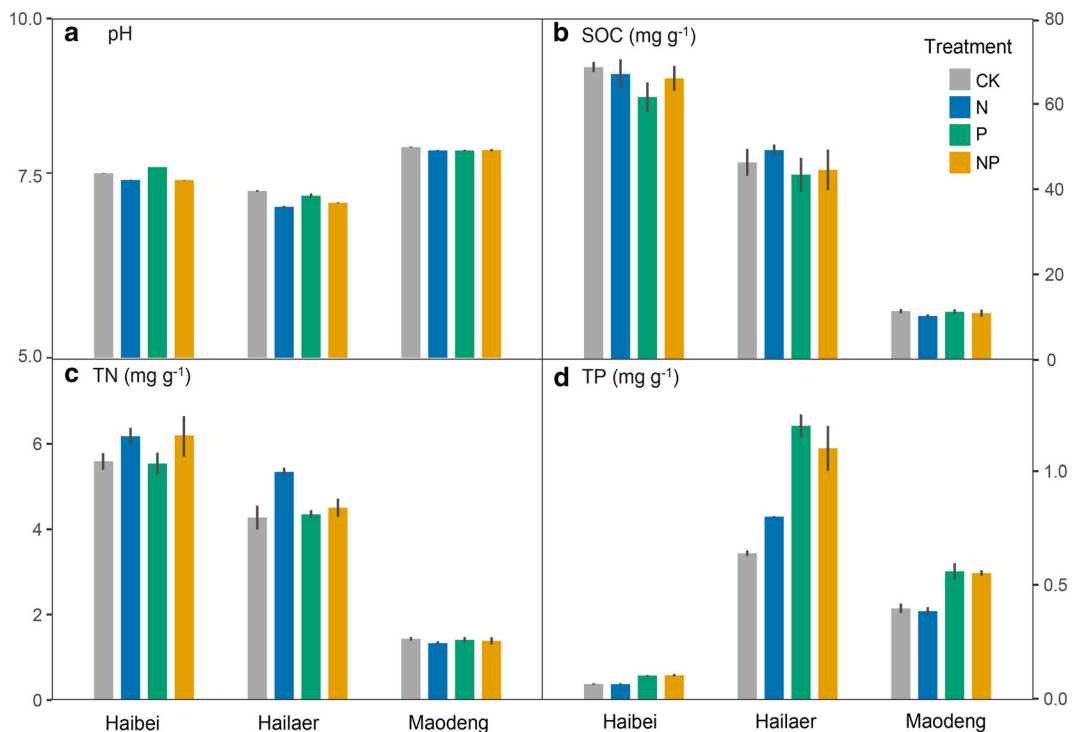 10.0
7.5
5.0
a pH
b SOC (mg g⁻¹)
80
60
40
20
0
Treatment
CK
N
P
NP
c TN (mg g⁻¹)
6
4
2
0
Haibei Hailaer Maodeng
d TP (mg g⁻¹)
1.0
0.5
0.0
Haibei Hailaer Maodeng